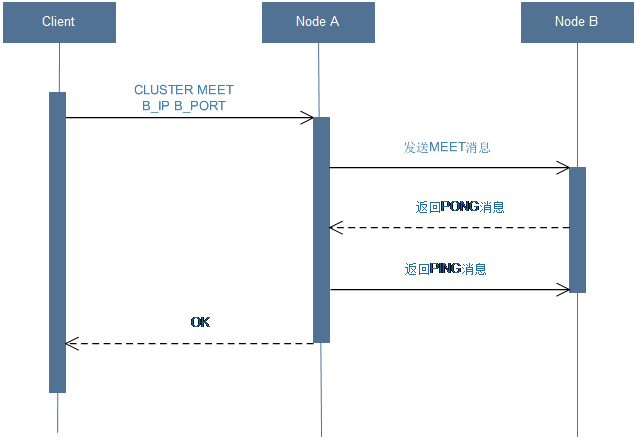 Client
Node A
Node B
CLUSTER MEET
B_IP B_PORT
发送MEET消息
返回PONG消息
返回PING消息
OK